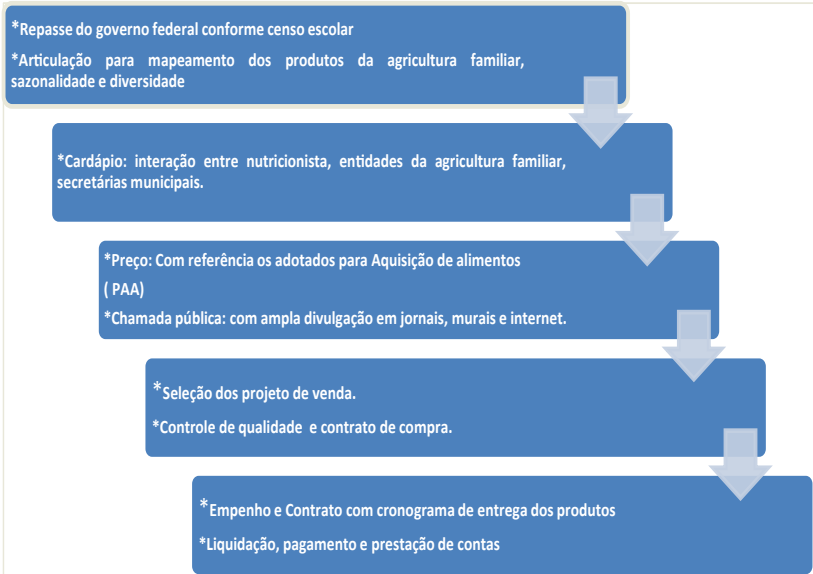 *Repasse do governo federal conforme censo escolar
*Articulação para mapeamento dos produtos da agricultura familiar,
sazonalidade e diversidade
*Cardápio: interação entre nutricionista, entidades da agricultura familiar,
secretárias municipais.
*Preço: Com referência os adotados para Aquisição de alimentos
( PAA)
*Chamada pública: com ampla divulgação em jornais, murais e internet.
*Seleção dos projeto de venda.
*Controle de qualidade e contrato de compra.
*Empenho e Contrato com cronograma de entrega dos produtos
*Liquidação, pagamento e prestação de contas